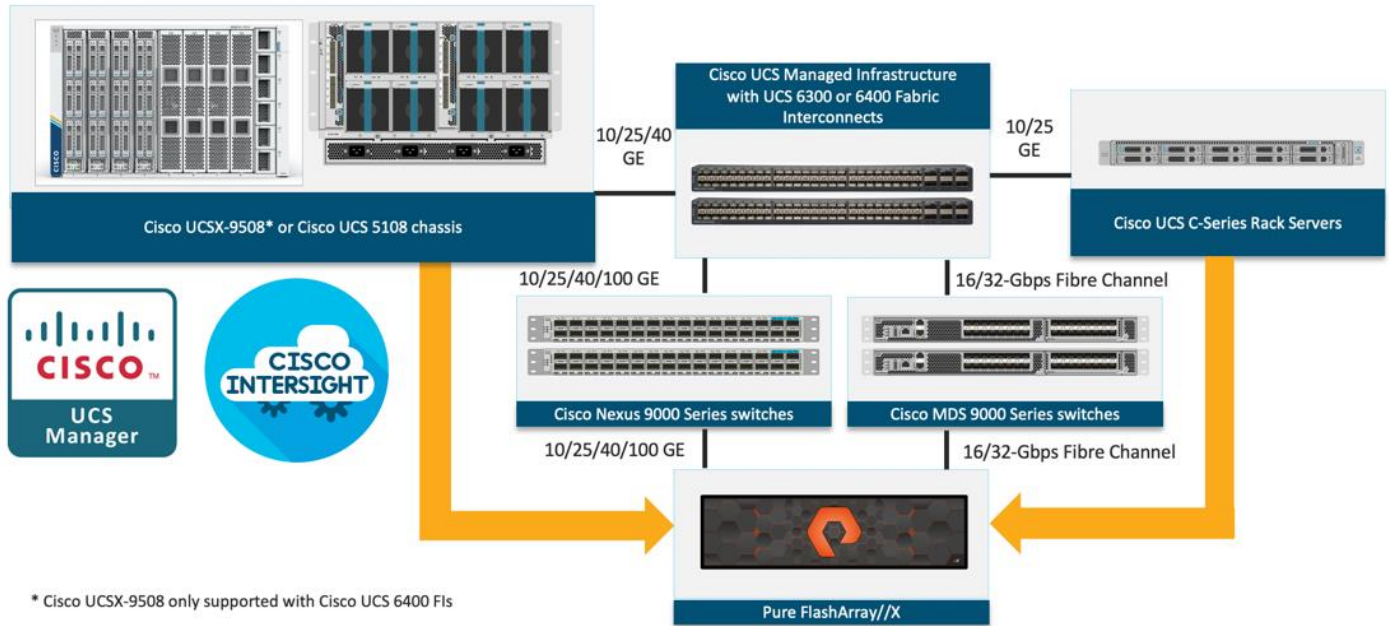 Cisco UCS Managed Infrastructure
with UCS 6300 or 6400 Fabric
Interconnects
10/25/40
GE
10/25
GE
CISCO
Cisco UCSX-9508* or Cisco UCS 5108 chassis
Cisco UCS C-Series Rack Servers
10/25/40/100 GE
16/32-Gbps Fibre Channel
CISCO TM
UCS
Manager
CISCO
INTERSIGHT
Cisco Nexus 9000 Series switches
Cisco MDS 9000 Series switches
10/25/40/100 GE
16/32-Gbps Fibre Channel
* Cisco UCSX-9508 only supported with Cisco UCS 6400 FIs
Pure FlashArray//X